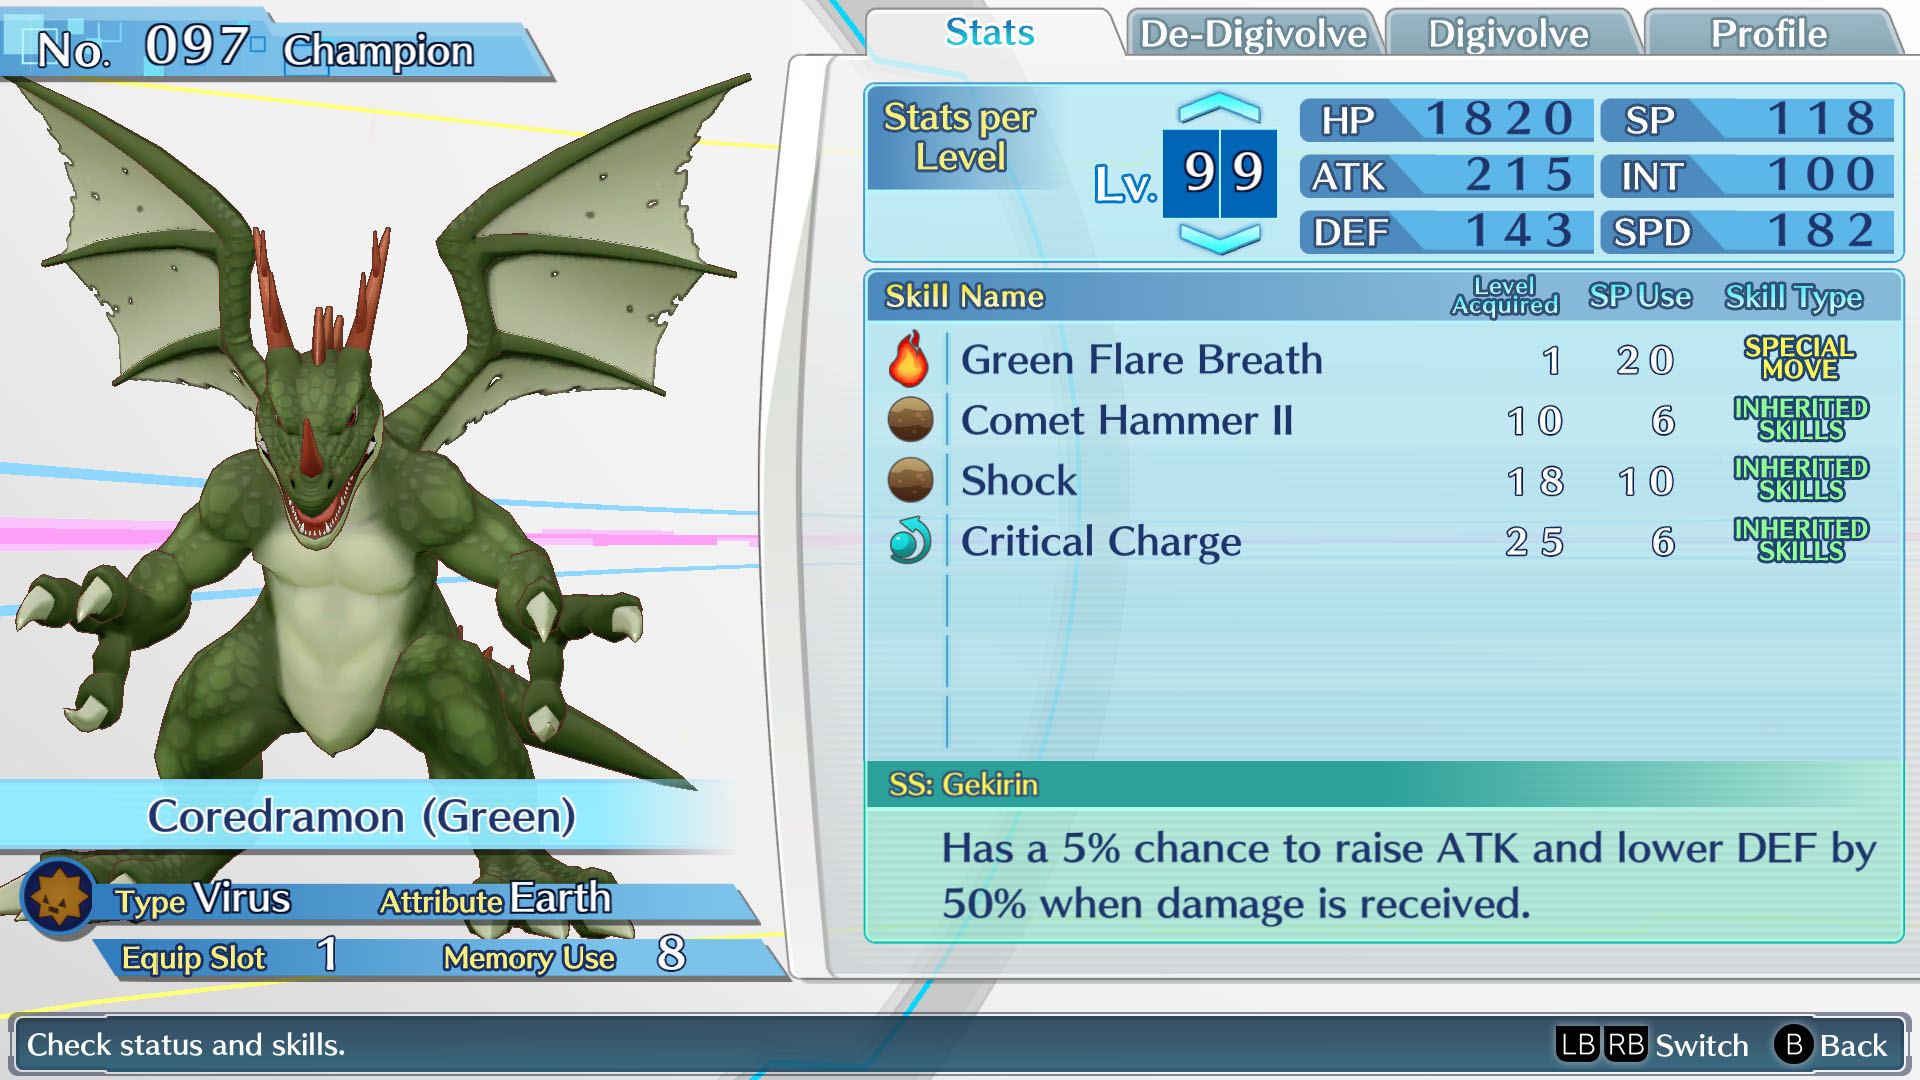 No. 097 Champion
Stats
De-Digivolve
Digivolve
Profile
Stats per
Level
Lv. 99
HP 1820
SP 118
ATK 215
INT 100
DEF 143
SPD 182
Skill Name
Level
Acquired
SP Use
Skill Type
Green Flare Breath 1 20 SPECIAL
MOVE
Comet Hammer II 10 6 INHERITED
SKILLS
Shock 18 10 INHERITED
SKILLS
Critical Charge 25 6 INHERITED
SKILLS
SS: Gekirin
Has a 5% chance to raise ATK and lower DEF by
50% when damage is received.
Coredramon (Green)
Type Virus Attribute Earth
Equip Slot 1 Memory Use 8
Check status and skills.
LB RB Switch B Back